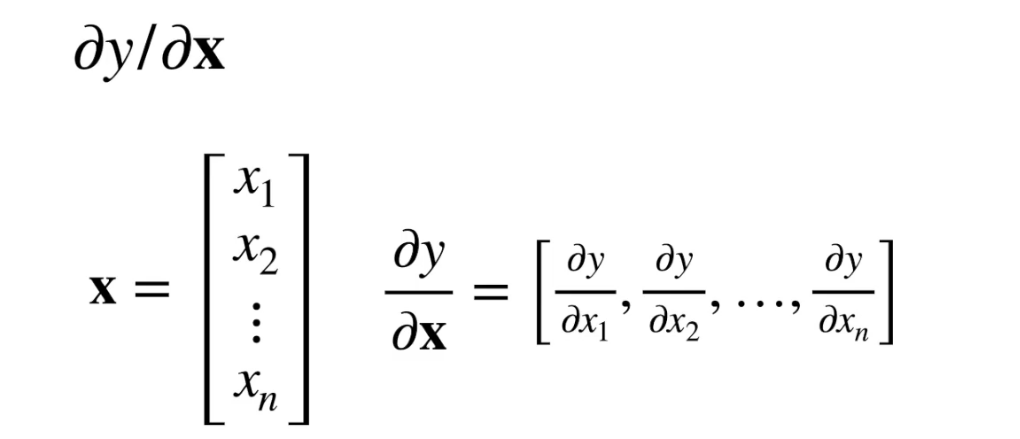 ∂y/∂𝐱
𝐱 = [x₁ x₂ ⋮ xₙ]
∂y/∂𝐱 = [∂y/∂x₁, ∂y/∂x₂, …, ∂y/∂xₙ]